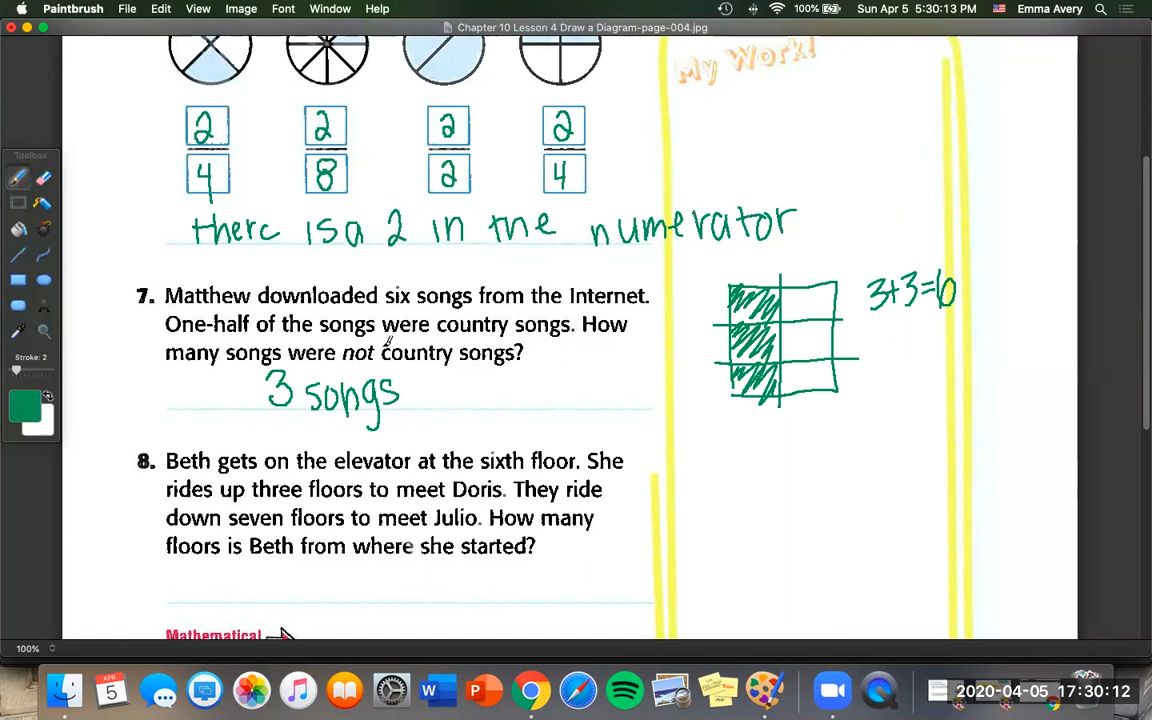 Paintbrush File Edit View Image Font Window Help 100% Sun Apr 5 5:30:13 PM Emma Avery
Chapter 10 Lesson 4 Draw a Diagram-page-004.jpg
My Work!
Toolbox
2 2 2 2
4 8 2 4
there is a 2 in the numerator
7. Matthew downloaded six songs from the Internet.
One-half of the songs were country songs. How
many songs were not country songs?
3+3=6
3 songs
Stroke: 2
8. Beth gets on the elevator at the sixth floor. She
rides up three floors to meet Doris. They ride
down seven floors to meet Julio. How many
floors is Beth from where she started?
Mathematical
100%
APR
5
2020-04-05 17:30:12